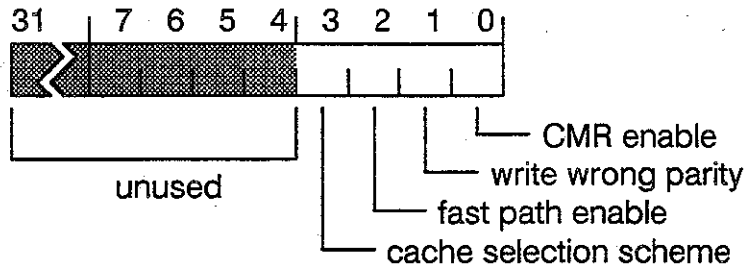 31 7 6 5 4 3 2 1 0
CMR enable
write wrong parity
unused
fast path enable
cache selection scheme